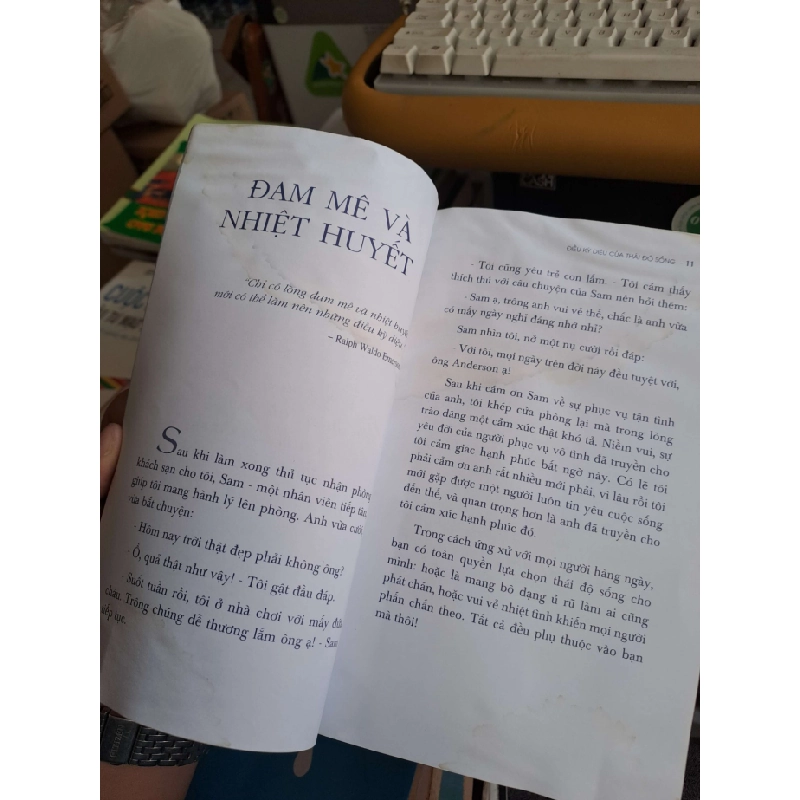 ĐAM MÊ VÀ
NHIỆT HUYẾT
"Chỉ có lòng đam mê và nhiệt huyết
mới có thể làm nên những điều kỳ diệu."
– Ralph Waldo Emerson
Sau khi làm xong thủ tục nhận phòng
khách sạn cho tôi, Sam - một nhân viên tiếp tân
giúp tôi mang hành lý lên phòng. Anh vừa cười
vừa bắt chuyện:
- Hôm nay trời thật đẹp phải không ông?
- Ồ, quả thật như vậy! - Tôi gật đầu đáp.
Suốt tuần rồi, tôi ở nhà chơi với mấy đứa
cháu. Trông chúng dễ thương lắm ông ạ! - Sam
tiếp tục.
ĐIỀU KỲ DIỆU CỦA THÁI ĐỘ SỐNG 11
- Tôi cũng yêu trẻ con lắm. - Tôi cảm thấy
thích thú với câu chuyện của Sam nên hỏi thêm:
- Sam ạ, trông anh vui vẻ thế, chắc là anh vừa
có mấy ngày nghỉ đáng nhớ nhỉ?
Sam nhìn tôi, nở một nụ cười rồi đáp:
- Với tôi, mọi ngày trên đời này đều tuyệt vời,
ông Anderson ạ!
Sau khi cảm ơn Sam về sự phục vụ tận tình
của anh, tôi khép cửa phòng lại mà trong lòng
trào dâng một cảm xúc thật khó tả. Niềm vui, sự
yêu đời của người phục vụ vô tình đã truyền cho
tôi cảm giác hạnh phúc bất ngờ này. Có lẽ tôi
phải cảm ơn anh rất nhiều mới phải, vì lâu rồi tôi
mới gặp được một người luôn tin yêu cuộc sống
đến thế, và quan trọng hơn là anh đã truyền cho
tôi cảm xúc hạnh phúc đó.
Trong cách ứng xử với mọi người hàng ngày,
bạn có toàn quyền lựa chọn thái độ sống cho
mình: hoặc là mang bộ dạng ủ rũ làm ai cũng
phát chán, hoặc vui vẻ nhiệt tình khiến mọi người
phấn chấn theo. Tất cả đều phụ thuộc vào bạn
mà thôi!